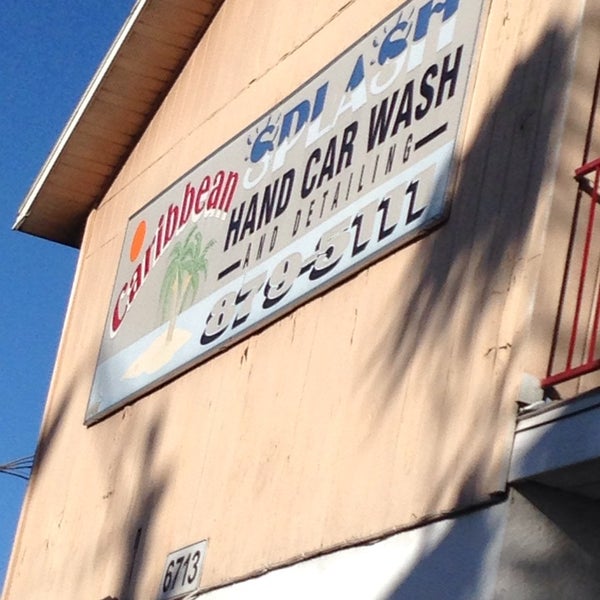 Caribbean SPLASH
HAND CAR WASH
AND DETAILING
879-5111
6713